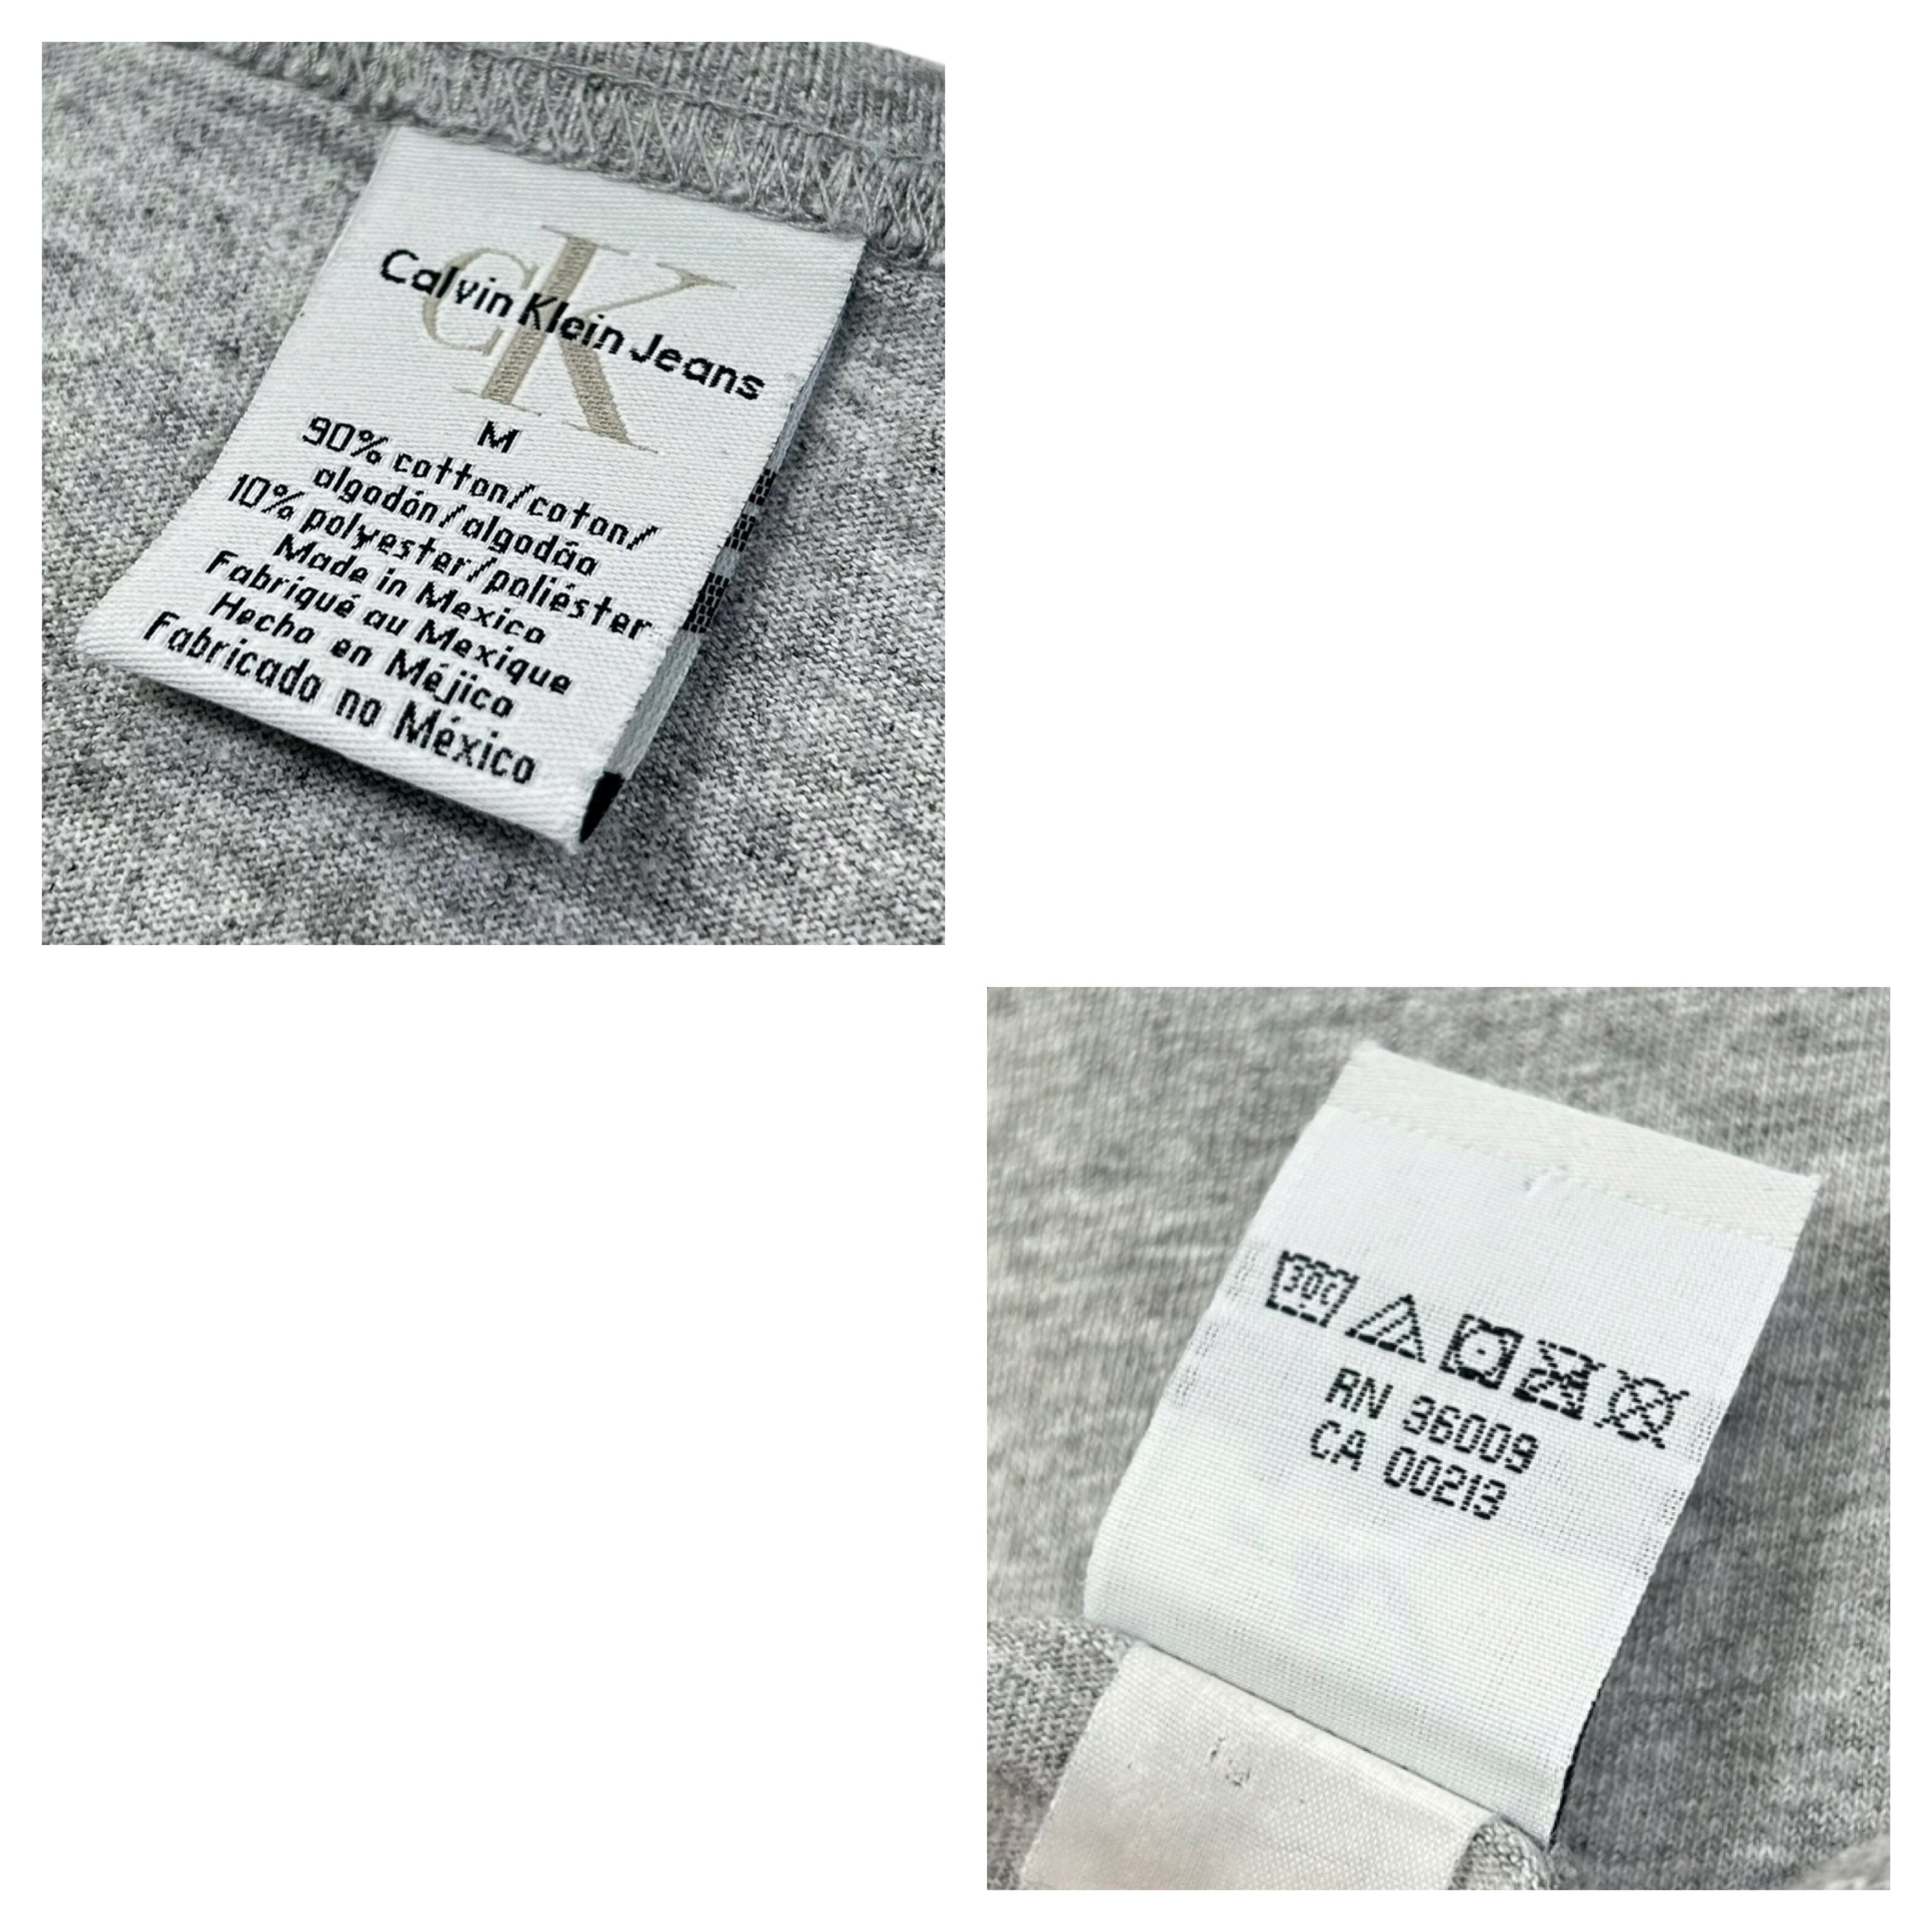 CK
Calvin Klein Jeans
M
90% cotton/coton/
algodón/algodão
10% polyester/poliéster
Made in Mexico
Fabriqué au Mexique
Hecho en Méjico
Fabricado no México
30C
RN 36009
CA 00213